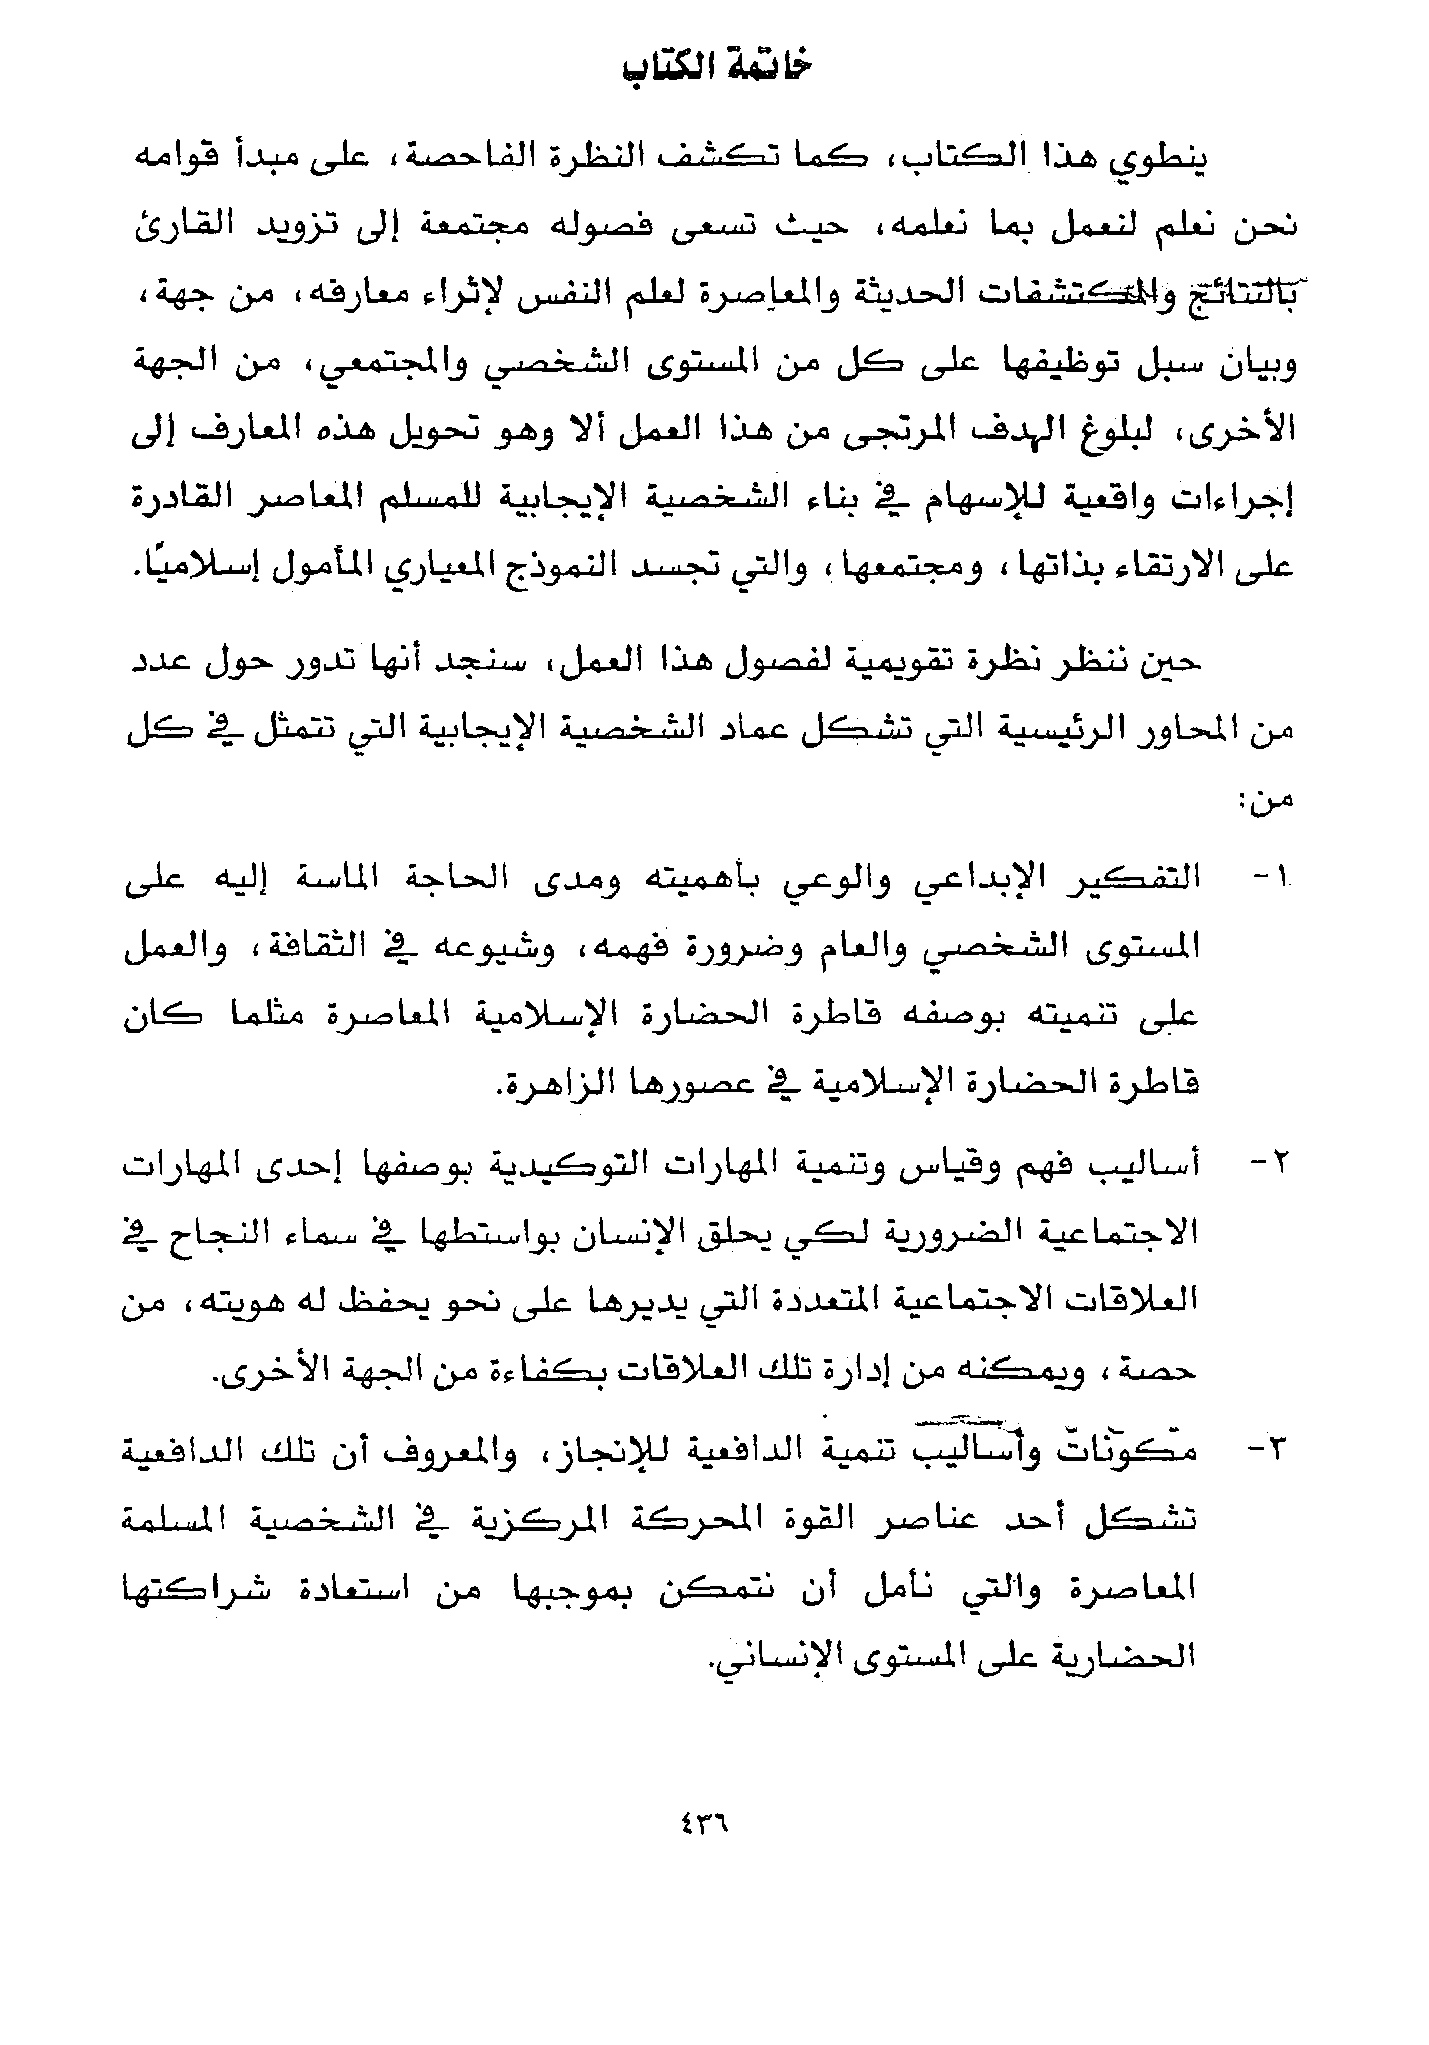 خاتمة الكتاب
ينطوي هذا الكتاب، كما تكشف النظرة الفاحصة، على مبدأ قوامه
نحن نعلم لنعمل بما نعلمه، حيث تسعى فصوله مجتمعة إلى تزويد القارئ
بالنتائج والمكتشفات الحديثة والمعاصرة لعلم النفس لإثراء معارفه، من جهة،
وبيان سبل توظيفها على كل من المستوى الشخصي والمجتمعي، من الجهة
الأخرى، لبلوغ الهدف المرتجى من هذا العمل ألا وهو تحويل هذه المعارف إلى
إجراءات واقعية للإسهام في بناء الشخصية الإيجابية للمسلم المعاصر القادرة
على الارتقاء بذاتها، ومجتمعها، والتي تجسد النموذج المعياري المأمول إسلاميًا.
حين ننظر نظرة تقويمية لفصول هذا العمل، سنجد أنها تدور حول عدد
من المحاور الرئيسية التي تشكل عماد الشخصية الإيجابية التي تتمثل في كل
من:
١- التفكير الإبداعي والوعي بأهميته ومدى الحاجة الماسة إليه على
المستوى الشخصي والعام وضرورة فهمه، وشيوعه في الثقافة، والعمل
على تنميته بوصفه قاطرة الحضارة الإسلامية المعاصرة مثلما كان
قاطرة الحضارة الإسلامية في عصورها الزاهرة.
٢- أساليب فهم وقياس وتنمية المهارات التوكيدية بوصفها إحدى المهارات
الاجتماعية الضرورية لكي يحلق الإنسان بواستطها في سماء النجاح في
العلاقات الاجتماعية المتعددة التي يديرها على نحو يحفظ له هويته، من
حصة، ويمكنه من إدارة تلك العلاقات بكفاءة من الجهة الأخرى.
٣- مكونات وأساليب تنمية الدافعية للإنجاز، والمعروف أن تلك الدافعية
تشكل أحد عناصر القوة المحركة المركزية في الشخصية المسلمة
المعاصرة والتي نأمل أن نتمكن بموجبها من استعادة شراكتها
الحضارية على المستوى الإنساني.
٤٣٦